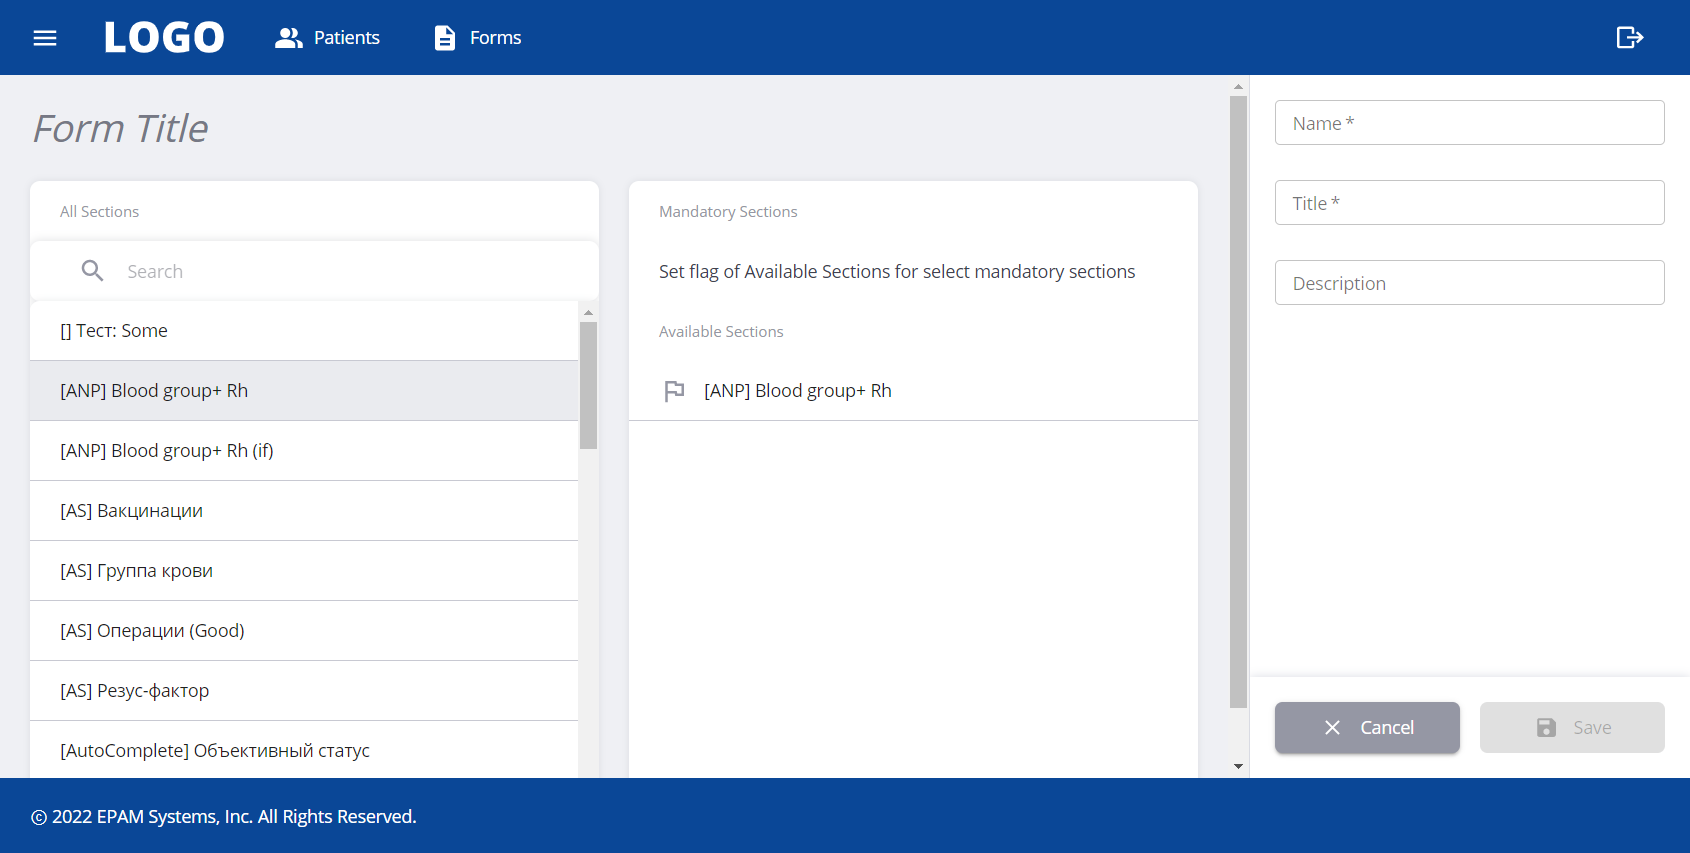 LOGO
Patients
Forms
Form Title
All Sections
Search
[] Тест: Some
[ANP] Blood group+ Rh
[ANP] Blood group+ Rh (if)
[AS] Вакцинации
[AS] Группа крови
[AS] Операции (Good)
[AS] Резус-фактор
[AutoComplete] Объективный статус
Mandatory Sections
Set flag of Available Sections for select mandatory sections
Available Sections
[ANP] Blood group+ Rh
Name *
Title *
Description
Cancel
Save
© 2022 EPAM Systems, Inc. All Rights Reserved.